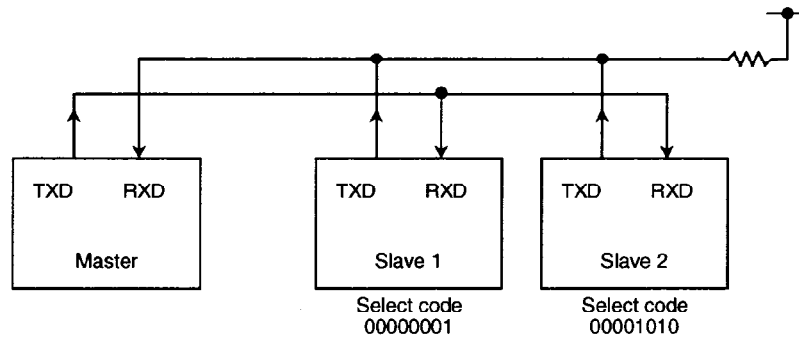 TXD RXD
Master
TXD RXD
Slave 1
Select code
00000001
TXD RXD
Slave 2
Select code
00001010